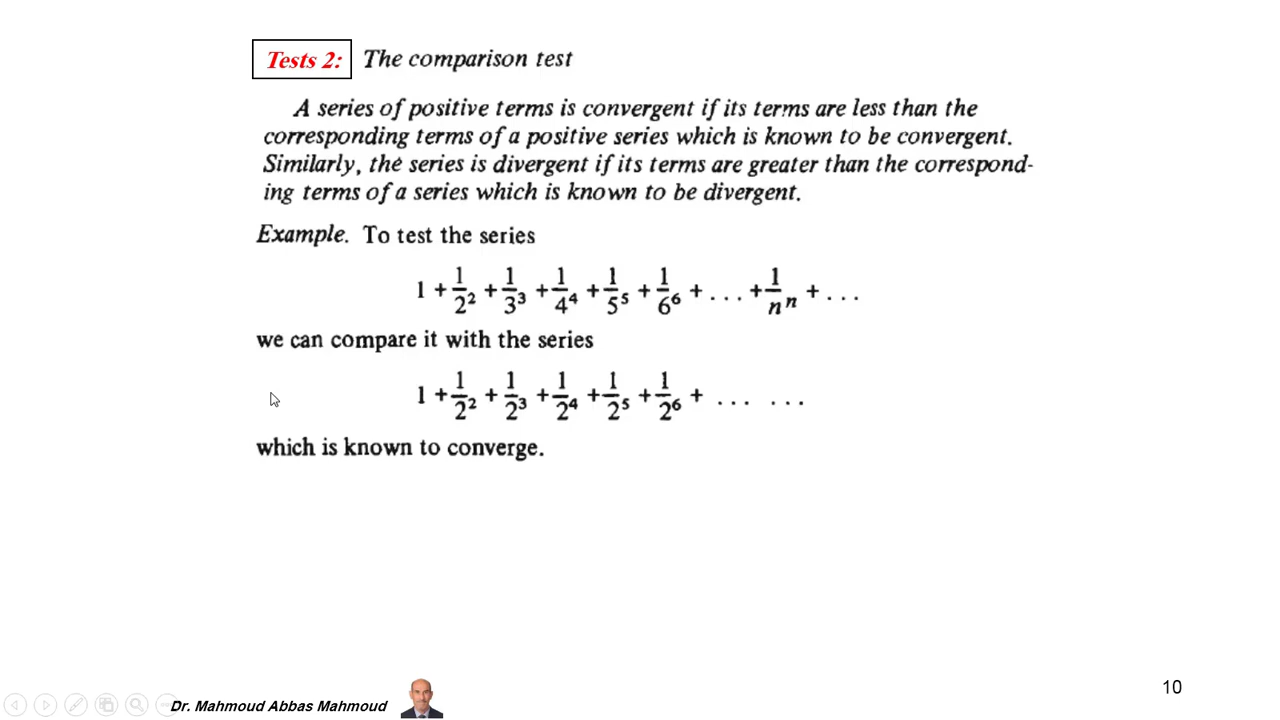 Tests 2: The comparison test
A series of positive terms is convergent if its terms are less than the
corresponding terms of a positive series which is known to be convergent.
Similarly, the series is divergent if its terms are greater than the correspond-
ing terms of a series which is known to be divergent.
Example. To test the series
1 + 1/2² + 1/3³ + 1/4⁴ + 1/5⁵ + 1/6⁶ + ... + 1/nⁿ + ...
we can compare it with the series
1 + 1/2² + 1/2³ + 1/2⁴ + 1/2⁵ + 1/2⁶ + ... ...
which is known to converge.
10
Dr. Mahmoud Abbas Mahmoud